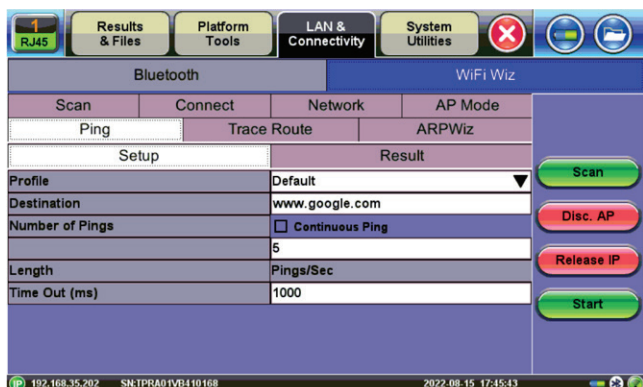 1 RJ45
Results & Files
Platform Tools
LAN & Connectivity
System Utilities
Bluetooth
WiFi Wiz
Scan
Connect
Network
AP Mode
Ping
Trace Route
ARPWiz
Setup
Result
Profile
Default
Destination
www.google.com
Number of Pings
Continuous Ping
5
Length
Pings/Sec
Time Out (ms)
1000
Scan
Disc. AP
Release IP
Start
IP 192.168.35.202 SN:TPRA01VB410168 2022-08-15 17:45:43